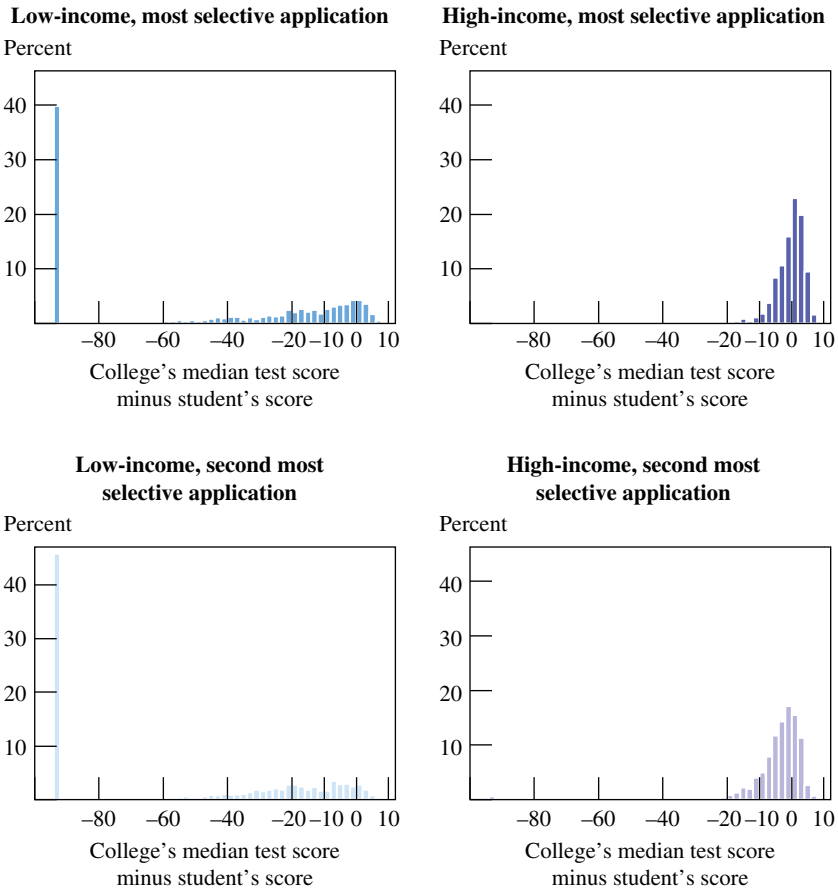 Low-income, most selective application
Percent
40
30
20
10
−80 −60 −40 −20 −10 0 10
College's median test score
minus student's score
High-income, most selective application
Percent
40
30
20
10
−80 −60 −40 −20 −10 0 10
College's median test score
minus student's score
Low-income, second most
selective application
Percent
40
30
20
10
−80 −60 −40 −20 −10 0 10
College's median test score
minus student's score
High-income, second most
selective application
Percent
40
30
20
10
−80 −60 −40 −20 −10 0 10
College's median test score
minus student's score